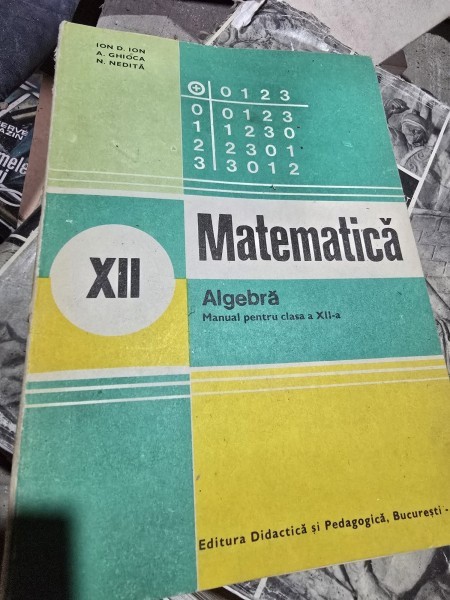 ION D. ION
A. GHIOCA
N. NEDIȚĂ
⊕ 0 1 2 3
0 0 1 2 3
1 1 2 3 0
2 2 3 0 1
3 3 0 1 2
Matematică
XII
Algebră
Manual pentru clasa a XII-a
Editura Didactică și Pedagogică, București -